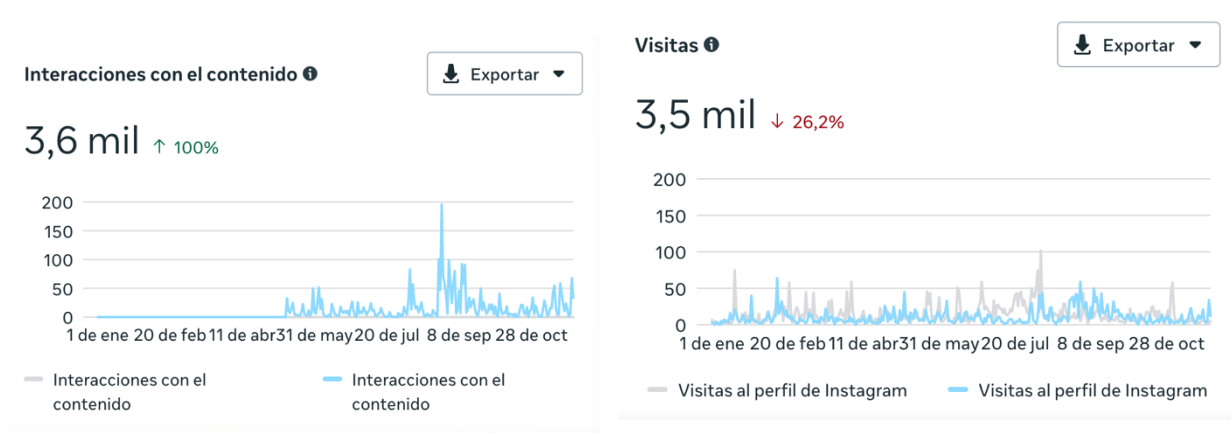 Interacciones con el contenido
Exportar
3,6 mil ↑ 100%
200
150
100
50
0
1 de ene 20 de feb 11 de abr 31 de may 20 de jul 8 de sep 28 de oct
Interacciones con el
contenido
Interacciones con el
contenido
Visitas
Exportar
3,5 mil ↓ 26,2%
200
150
100
50
0
1 de ene 20 de feb 11 de abr 31 de may 20 de jul 8 de sep 28 de oct
Visitas al perfil de Instagram
Visitas al perfil de Instagram